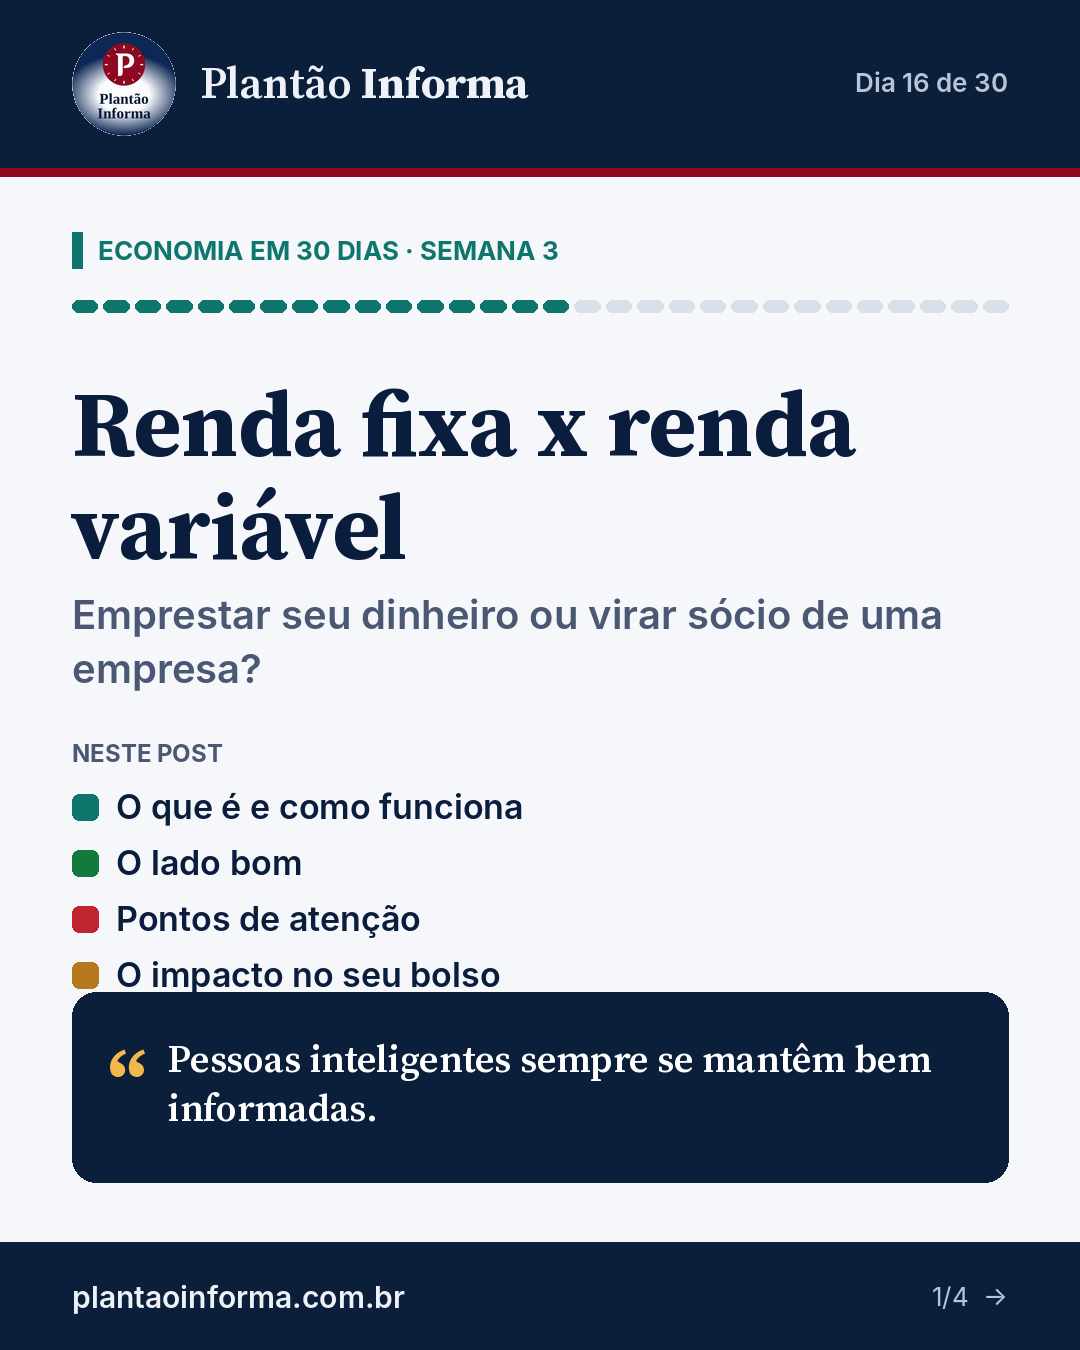 P
Plantão
Informa
Plantão Informa
Dia 16 de 30
ECONOMIA EM 30 DIAS · SEMANA 3
Renda fixa x renda
variável
Emprestar seu dinheiro ou virar sócio de uma
empresa?
NESTE POST
O que é e como funciona
O lado bom
Pontos de atenção
O impacto no seu bolso
“ Pessoas inteligentes sempre se mantêm bem
informadas.
plantaoinforma.com.br
1/4 →